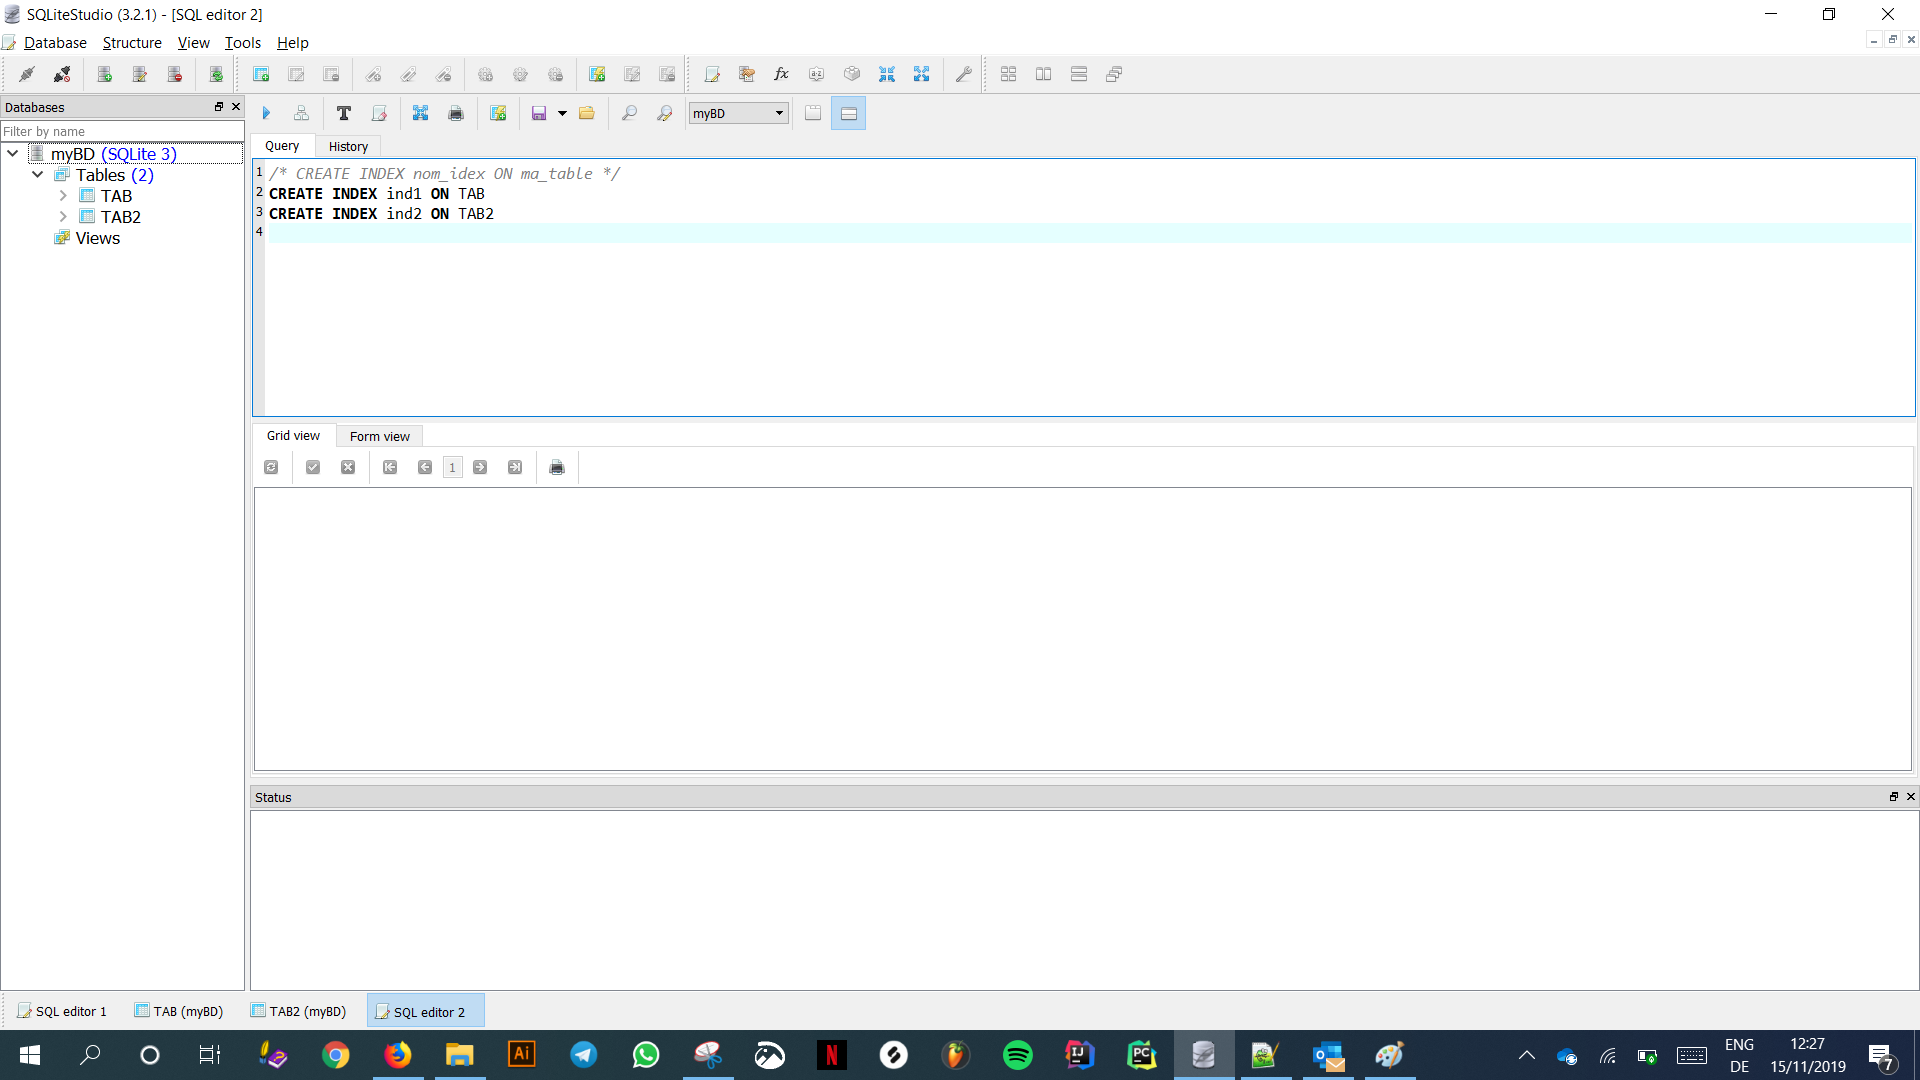 SQLiteStudio (3.2.1) - [SQL editor 2]
Database Structure View Tools Help
Databases
Filter by name
myBD (SQLite 3)
Tables (2)
TAB
TAB2
Views
myBD
Query History
1 /* CREATE INDEX nom_idex ON ma_table */
2 CREATE INDEX ind1 ON TAB
3 CREATE INDEX ind2 ON TAB2
4
Grid view Form view
1
Status
SQL editor 1 TAB (myBD) TAB2 (myBD) SQL editor 2
ENG
DE
12:27
15/11/2019
7